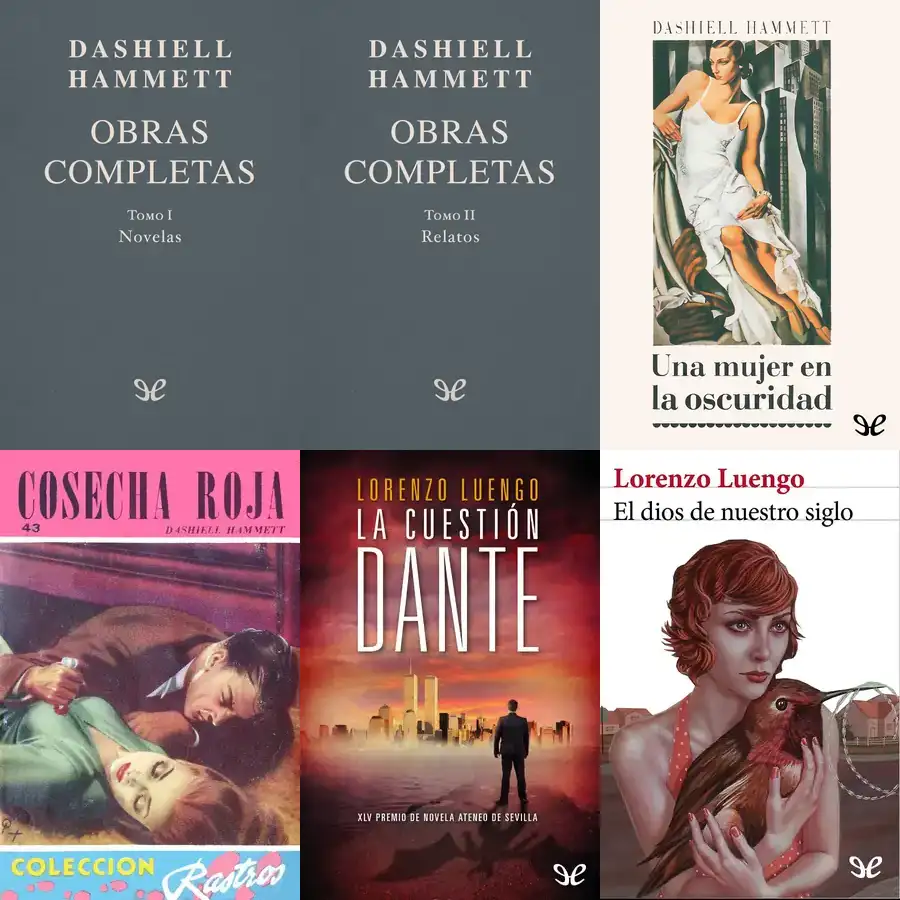 DASHIELL
HAMMETT
OBRAS
COMPLETAS
TOMO I
Novelas
DASHIELL
HAMMETT
OBRAS
COMPLETAS
TOMO II
Relatos
DASHIELL HAMMETT
Una mujer en
la oscuridad
COSECHA ROJA
43
DASHIELL HAMMETT
COLECCION
Rastros
LORENZO LUENGO
LA CUESTIÓN
DANTE
XLV PREMIO DE NOVELA ATENEO DE SEVILLA
Lorenzo Luengo
El dios de nuestro siglo